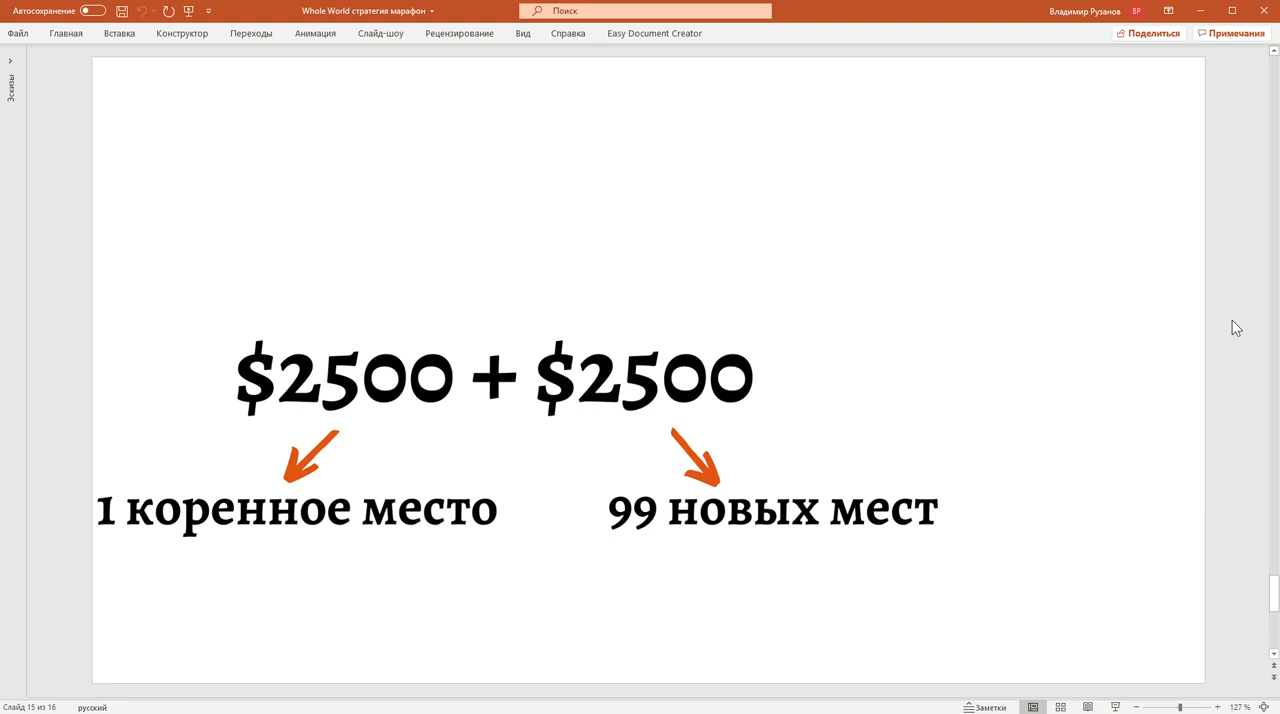 Автосохранение
Whole World стратегия марафон
Поиск
Владимир Рузанов
ВР
Файл Главная Вставка Конструктор Переходы Анимация Слайд-шоу Рецензирование Вид Справка Easy Document Creator
Поделиться
Примечания
Эскизы
$2500 + $2500
1 коренное место
99 новых мест
Слайд 15 из 16
русский
Заметки
127 %